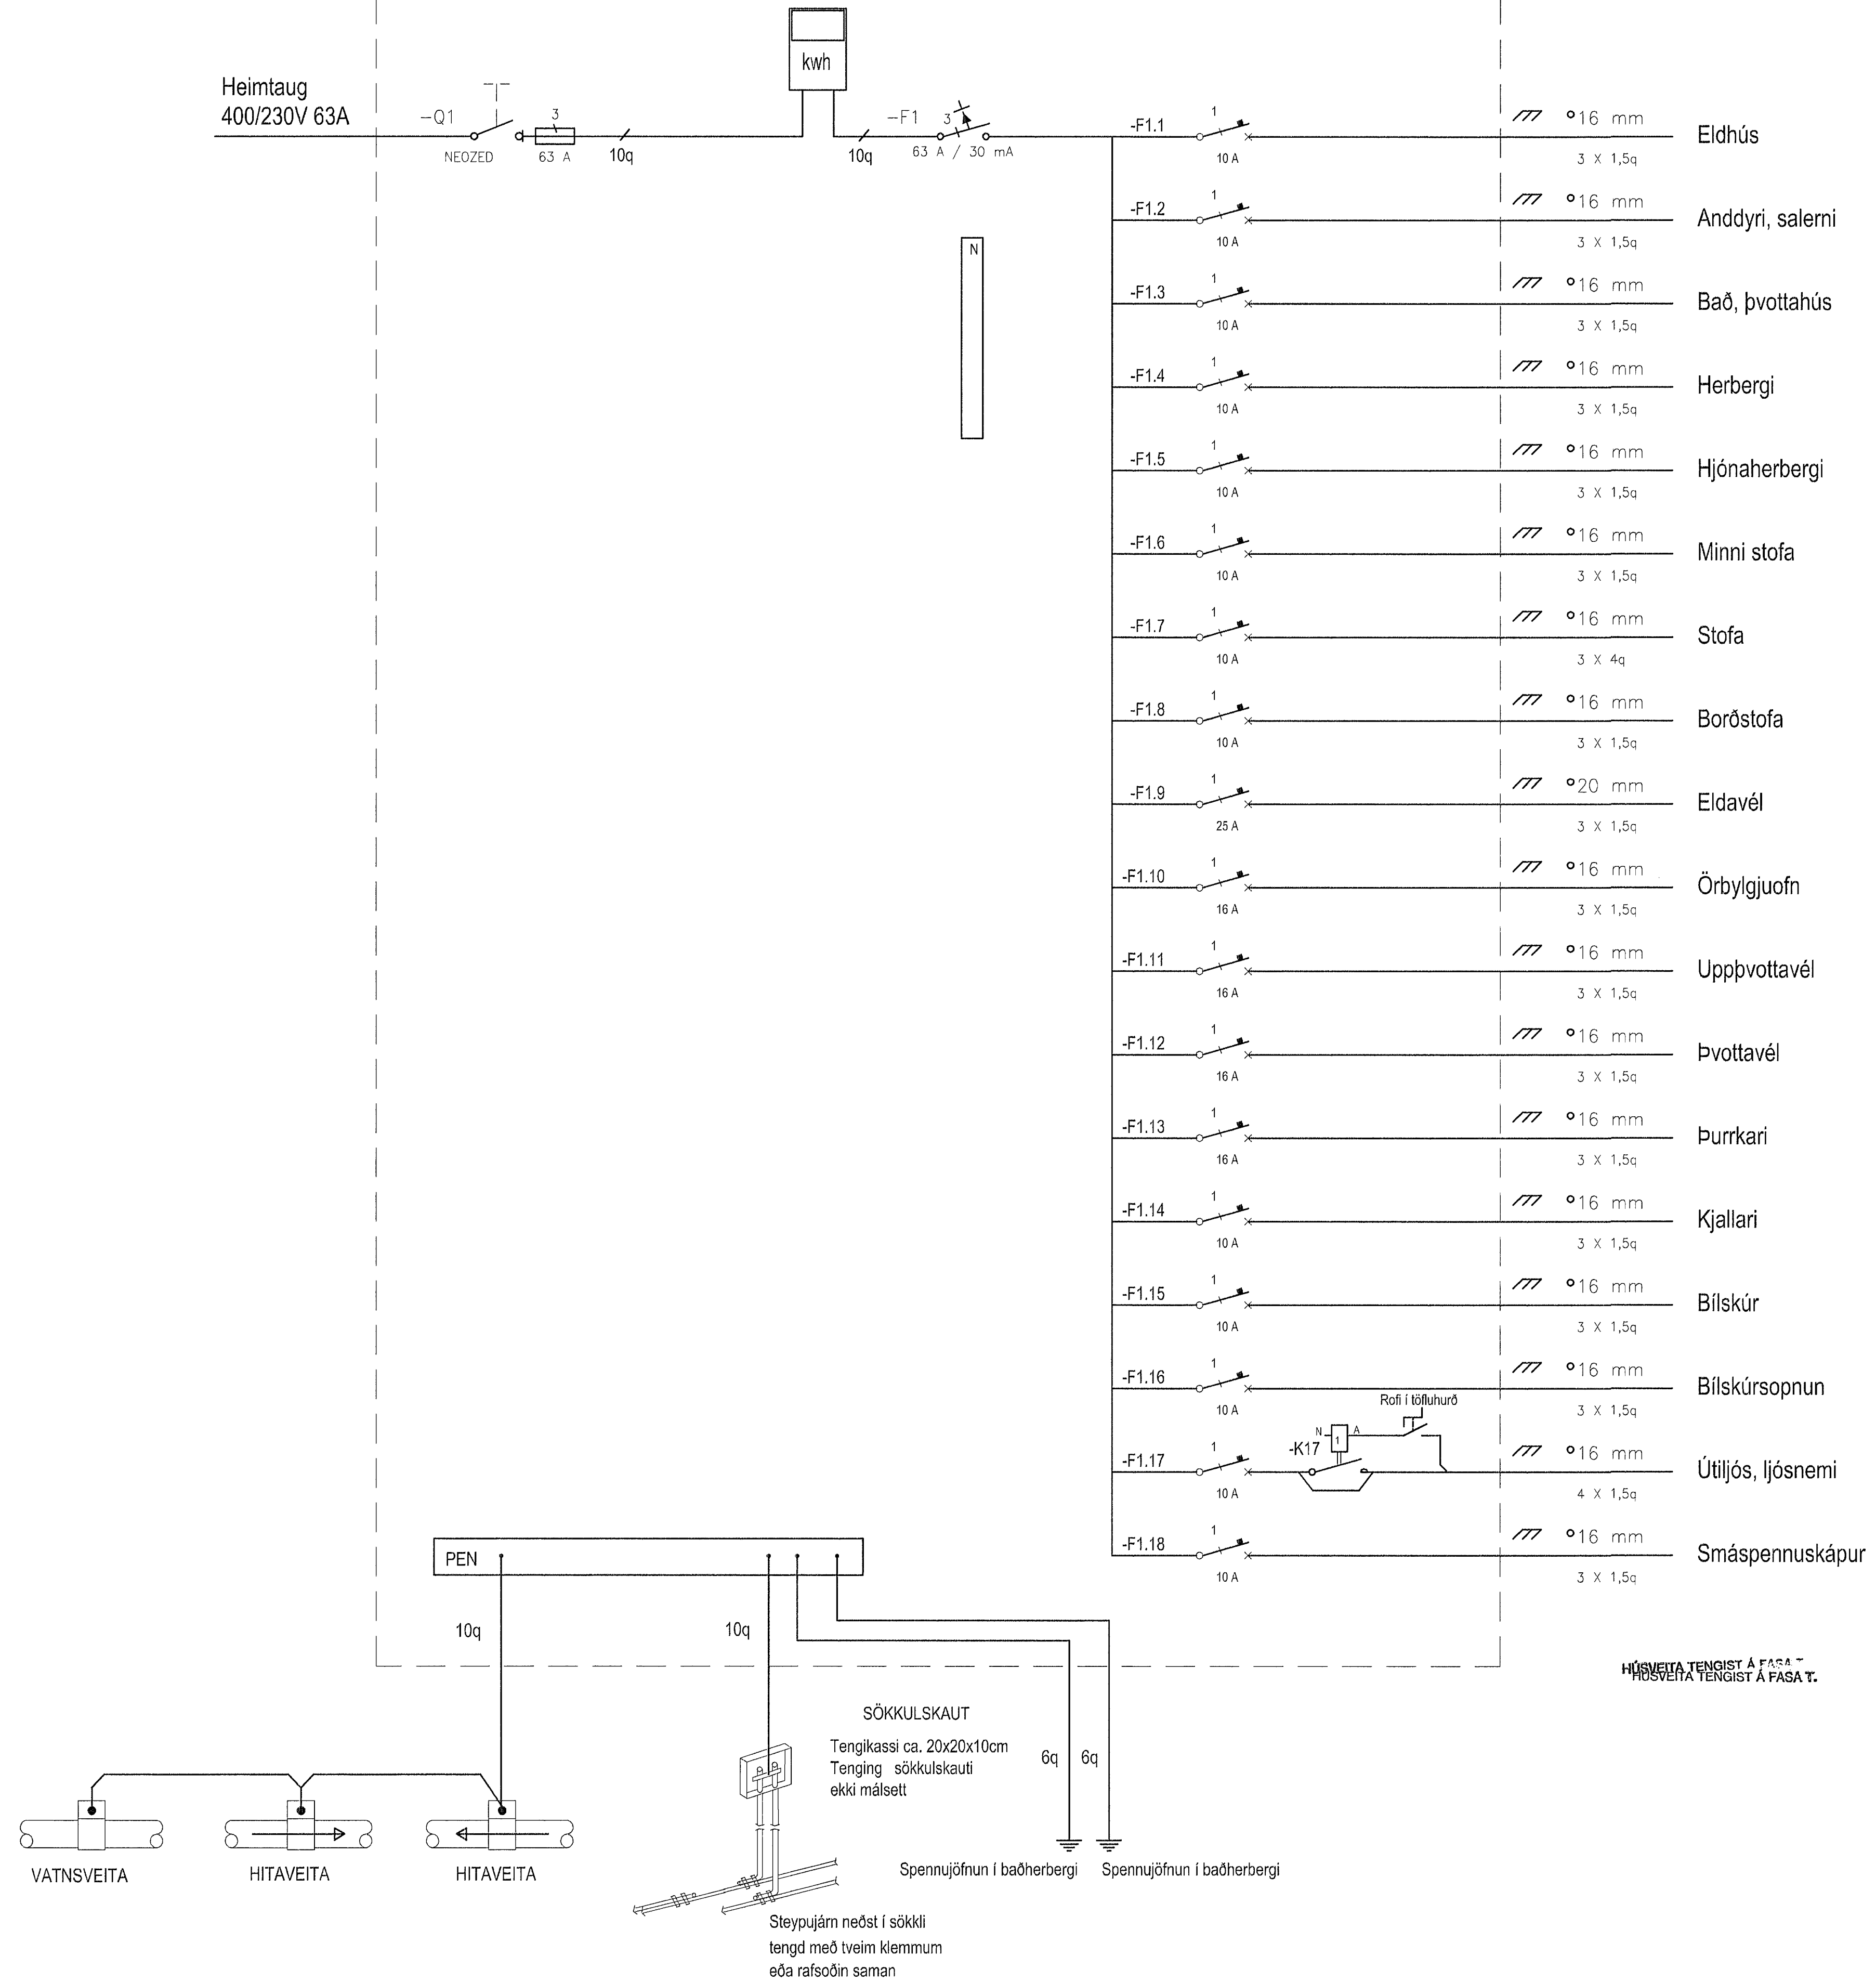 kwh
Heimtaug
400/230V 63A
-Q1
3
NEOZED
63 A
10q
10q
-F1
3
63 A / 30 mA
N
-F1.1
1
10 A
°16 mm
3 X 1,5q
Eldhús
-F1.2
1
10 A
°16 mm
3 X 1,5q
Anddyri, salerni
-F1.3
1
10 A
°16 mm
3 X 1,5q
Bað, þvottahús
-F1.4
1
10 A
°16 mm
3 X 1,5q
Herbergi
-F1.5
1
10 A
°16 mm
3 X 1,5q
Hjónaherbergi
-F1.6
1
10 A
°16 mm
3 X 1,5q
Minni stofa
-F1.7
1
10 A
°16 mm
3 X 4q
Stofa
-F1.8
1
10 A
°16 mm
3 X 1,5q
Borðstofa
-F1.9
1
25 A
°20 mm
3 X 1,5q
Eldavél
-F1.10
1
16 A
°16 mm
3 X 1,5q
Örbylgjuofn
-F1.11
1
16 A
°16 mm
3 X 1,5q
Uppþvottavél
-F1.12
1
16 A
°16 mm
3 X 1,5q
Þvottavél
-F1.13
1
16 A
°16 mm
3 X 1,5q
Þurrkari
-F1.14
1
10 A
°16 mm
3 X 1,5q
Kjallari
-F1.15
1
10 A
°16 mm
3 X 1,5q
Bílskúr
-F1.16
1
10 A
°16 mm
3 X 1,5q
Bílskúrsopnun
Rofi í töfluhurð
-F1.17
1
10 A
-K17
N
1
A
°16 mm
4 X 1,5q
Útiljós, ljósnemi
-F1.18
1
10 A
°16 mm
3 X 1,5q
Smáspennuskápur
PEN
10q
10q
HÚSVEITA TENGIST Á FASA T
HÚSVEITA TENGIST Á FASA T.
SÖKKULSKAUT
Tengikassi ca. 20x20x10cm
Tenging sökkulskauti
ekki málsett
6q
6q
VATNSVEITA
HITAVEITA
HITAVEITA
Spennujöfnun í baðherbergi
Spennujöfnun í baðherbergi
Steypujárn neðst í sökkli
tengd með tveim klemmum
eða rafsoðin saman